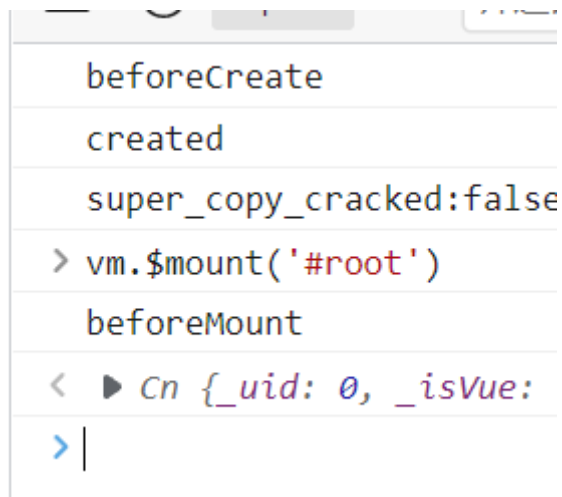 beforeCreate
created
super_copy_cracked:false
> vm.$mount('#root')
beforeMount
< ▶ Cn {_uid: 0, _isVue:
>